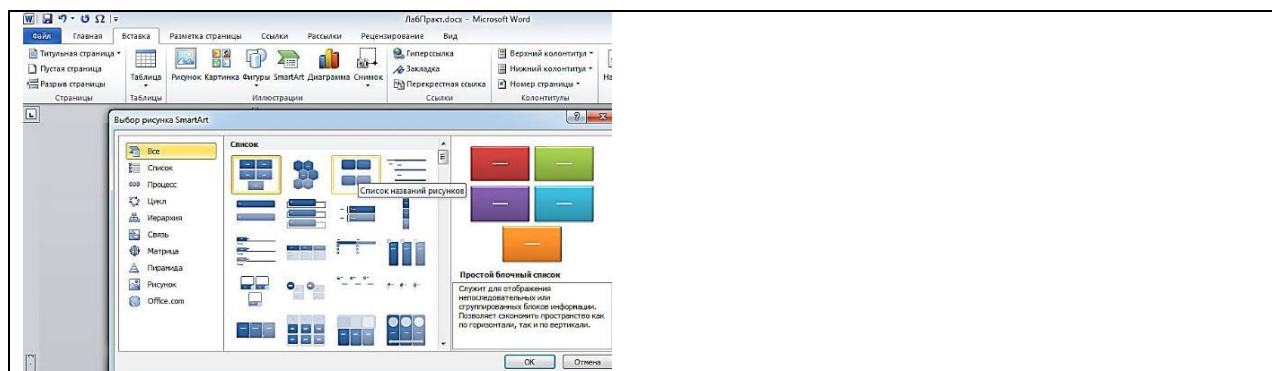 ЛабПракт.docx - Microsoft Word
Файл Главная Вставка Разметка страницы Ссылки Рассылки Рецензирование Вид
Титульная страница Таблица Рисунок Картинка Фигуры SmartArt Диаграмма Снимок Гиперссылка Верхний колонтитул
Пустая страница Закладка Нижний колонтитул
Разрыв страницы Перекрестная ссылка Номер страницы
Страницы Таблицы Иллюстрации Ссылки Колонтитулы
Выбор рисунка SmartArt
Все
Список
Процесс
Цикл
Иерархия
Связь
Матрица
Пирамида
Рисунок
Office.com
Список
Список названий рисунков
Простой блочный список
Служит для отображения
непоследовательных или
сгруппированных блоков информации.
Позволяет сэкономить пространство как
по горизонтали, так и по вертикали.
ОК Отмена